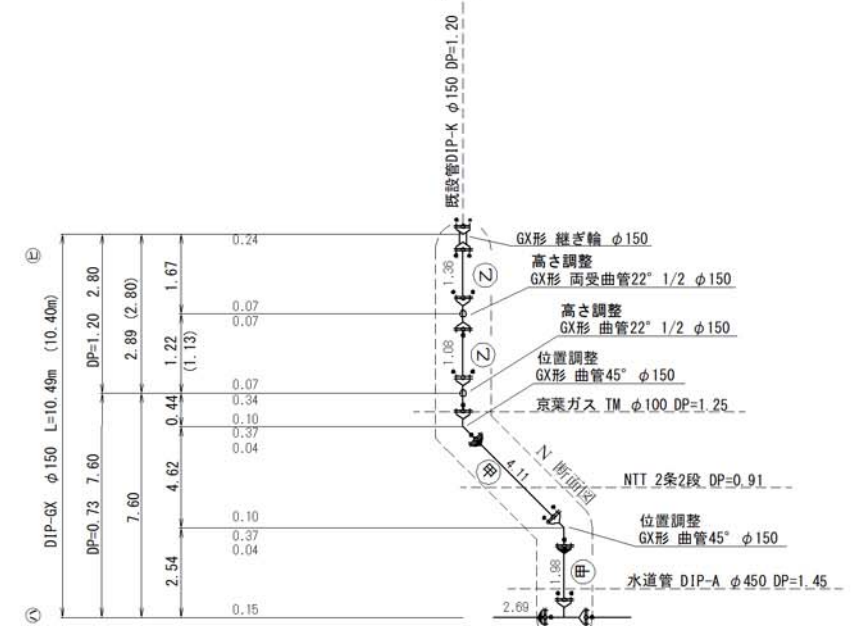 既設管DIP-K φ150 DP=1.20
GX形 継ぎ輪 φ150
高さ調整
GX形 両受曲管22° 1/2 φ150
高さ調整
GX形 曲管22° 1/2 φ150
位置調整
GX形 曲管45° φ150
京葉ガス TM φ100 DP=1.25
N 断面図
NTT 2条2段 DP=0.91
位置調整
GX形 曲管45° φ150
水道管 DIP-A φ450 DP=1.45
㋪
㋩
DIP-GX φ150 L=10.49m (10.40m)
DP=1.20 2.80
DP=0.73 7.60
2.89 (2.80)
7.60
1.67
1.22
(1.13)
0.44
4.62
2.54
0.24
0.07
0.07
0.07
0.34
0.10
0.37
0.04
0.10
0.37
0.04
0.15
1.36
乙
1.08
乙
4.11
甲
1.98
甲
2.69